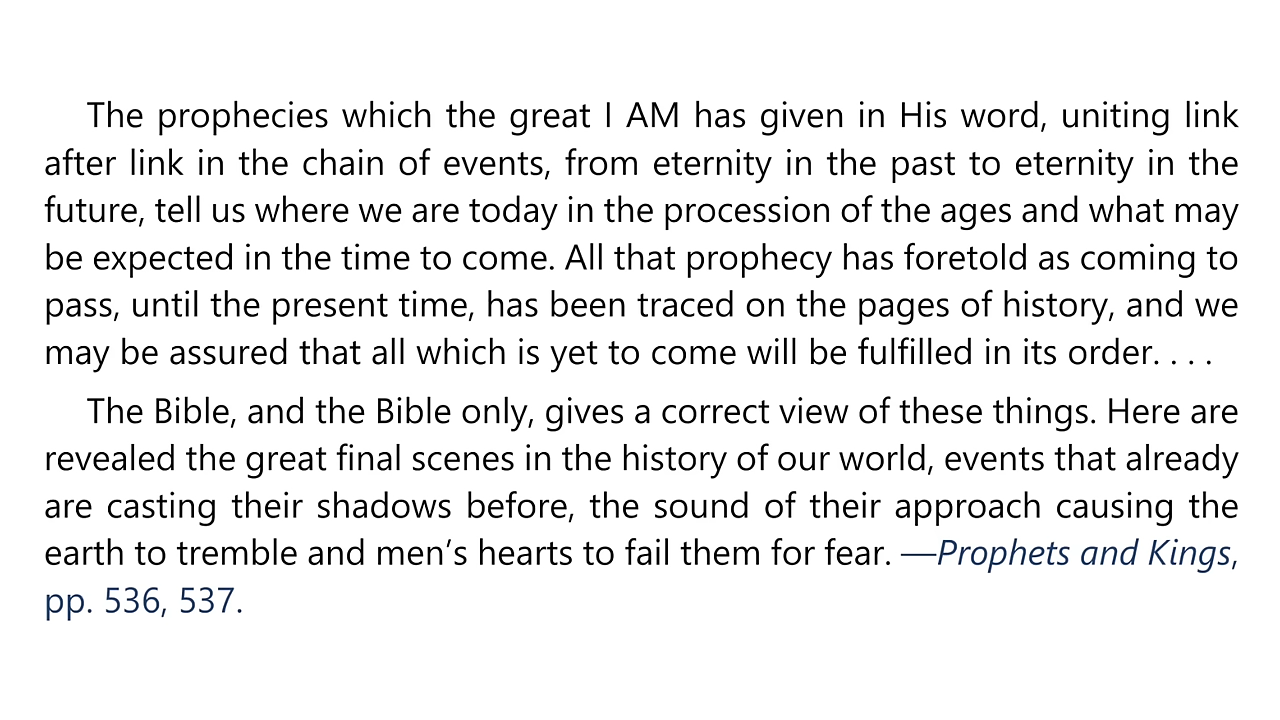 The prophecies which the great I AM has given in His word, uniting link
after link in the chain of events, from eternity in the past to eternity in the
future, tell us where we are today in the procession of the ages and what may
be expected in the time to come. All that prophecy has foretold as coming to
pass, until the present time, has been traced on the pages of history, and we
may be assured that all which is yet to come will be fulfilled in its order. . . .
The Bible, and the Bible only, gives a correct view of these things. Here are
revealed the great final scenes in the history of our world, events that already
are casting their shadows before, the sound of their approach causing the
earth to tremble and men’s hearts to fail them for fear. —Prophets and Kings,
pp. 536, 537.